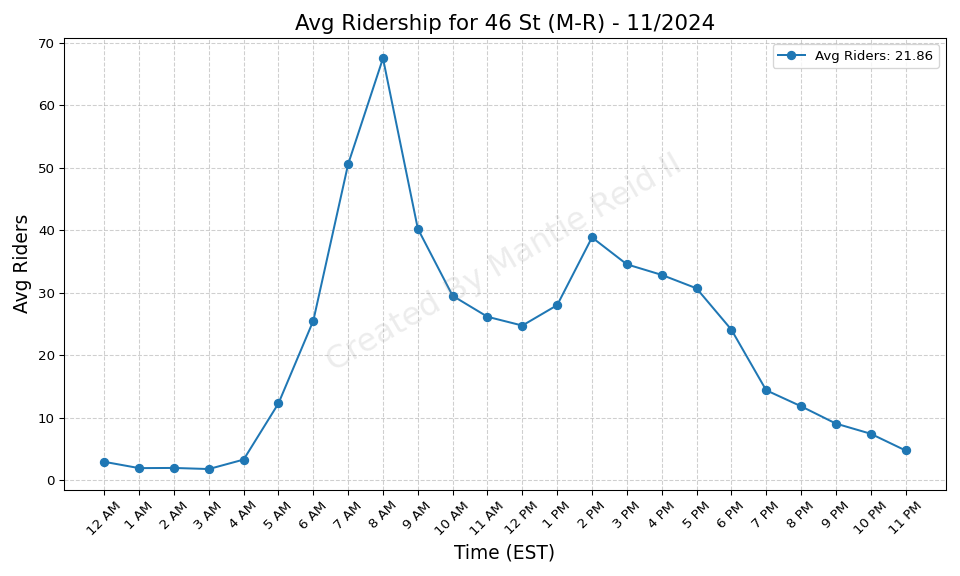 Avg Ridership for 46 St (M-R) - 11/2024
Avg Riders: 21.86
Avg Riders
70
60
50
40
30
20
10
0
Created By Mantie Reid II
12 AM
1 AM
2 AM
3 AM
4 AM
5 AM
6 AM
7 AM
8 AM
9 AM
10 AM
11 AM
12 PM
1 PM
2 PM
3 PM
4 PM
5 PM
6 PM
7 PM
8 PM
9 PM
10 PM
11 PM
Time (EST)